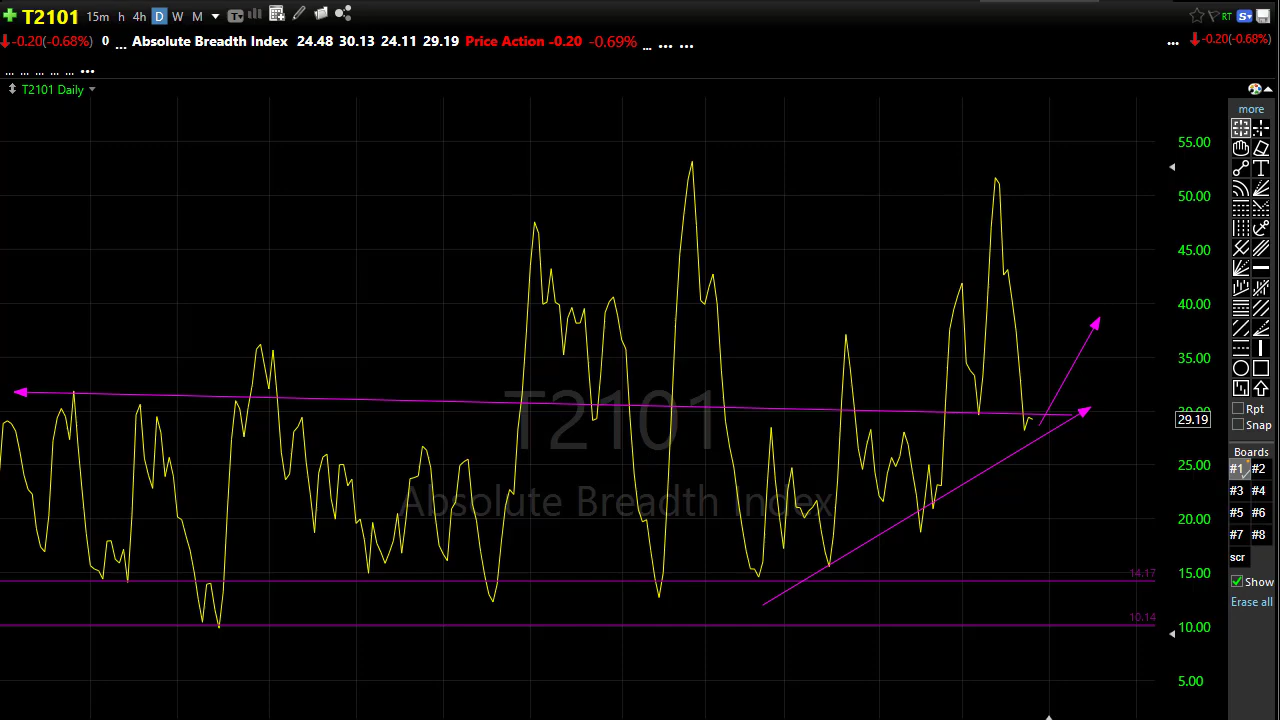 T2101 15m h 4h D W M T RT S
-0.20(-0.68%) 0 ... Absolute Breadth Index 24.48 30.13 24.11 29.19 Price Action -0.20 -0.69% ... ... ... ... -0.20(-0.68%)
... ... ... ... ... ...
T2101 Daily
more
55.00
50.00
45.00
40.00
35.00
30.00
29.19
25.00
20.00
15.00
10.00
5.00
T2101
Absolute Breadth Index
14.17
10.14
T
Rpt
Snap
Boards
#1 #2
#3 #4
#5 #6
#7 #8
scr
Show
Erase all